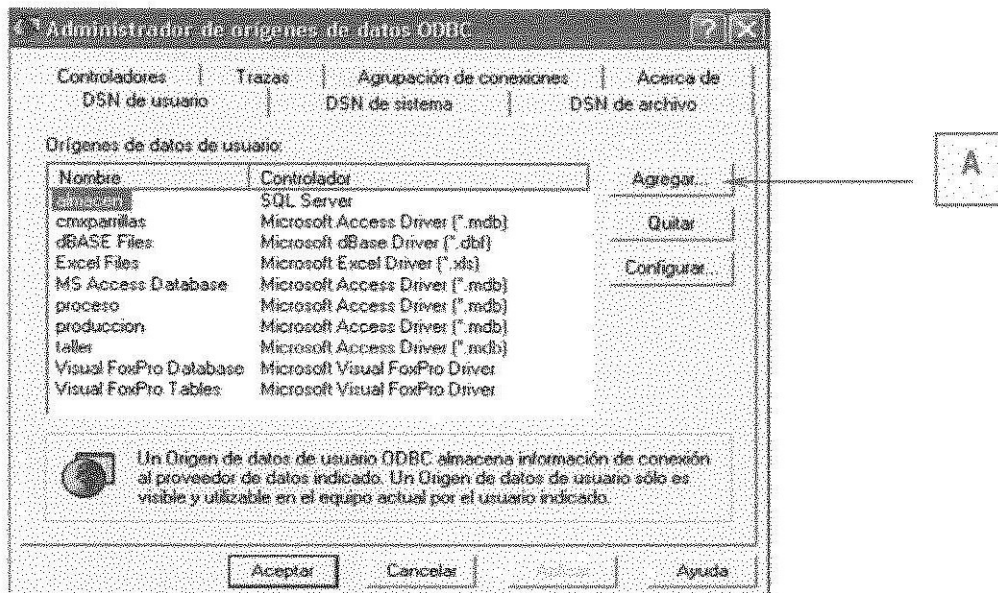 Administrador de orígenes de datos ODBC
Controladores Trazas Agrupación de conexiones Acerca de
DSN de usuario DSN de sistema DSN de archivo
Orígenes de datos de usuario:
Nombre Controlador
almacen SQL Server
cmxparrillas Microsoft Access Driver (*.mdb)
dBASE Files Microsoft dBase Driver (*.dbf)
Excel Files Microsoft Excel Driver (*.xls)
MS Access Database Microsoft Access Driver (*.mdb)
proceso Microsoft Access Driver (*.mdb)
produccion Microsoft Access Driver (*.mdb)
taller Microsoft Access Driver (*.mdb)
Visual FoxPro Database Microsoft Visual FoxPro Driver
Visual FoxPro Tables Microsoft Visual FoxPro Driver
Agregar...
Quitar
Configurar...
A
Un Origen de datos de usuario ODBC almacena información de conexión
al proveedor de datos indicado. Un Origen de datos de usuario sólo es
visible y utilizable en el equipo actual por el usuario indicado.
Aceptar Cancelar Aplicar Ayuda